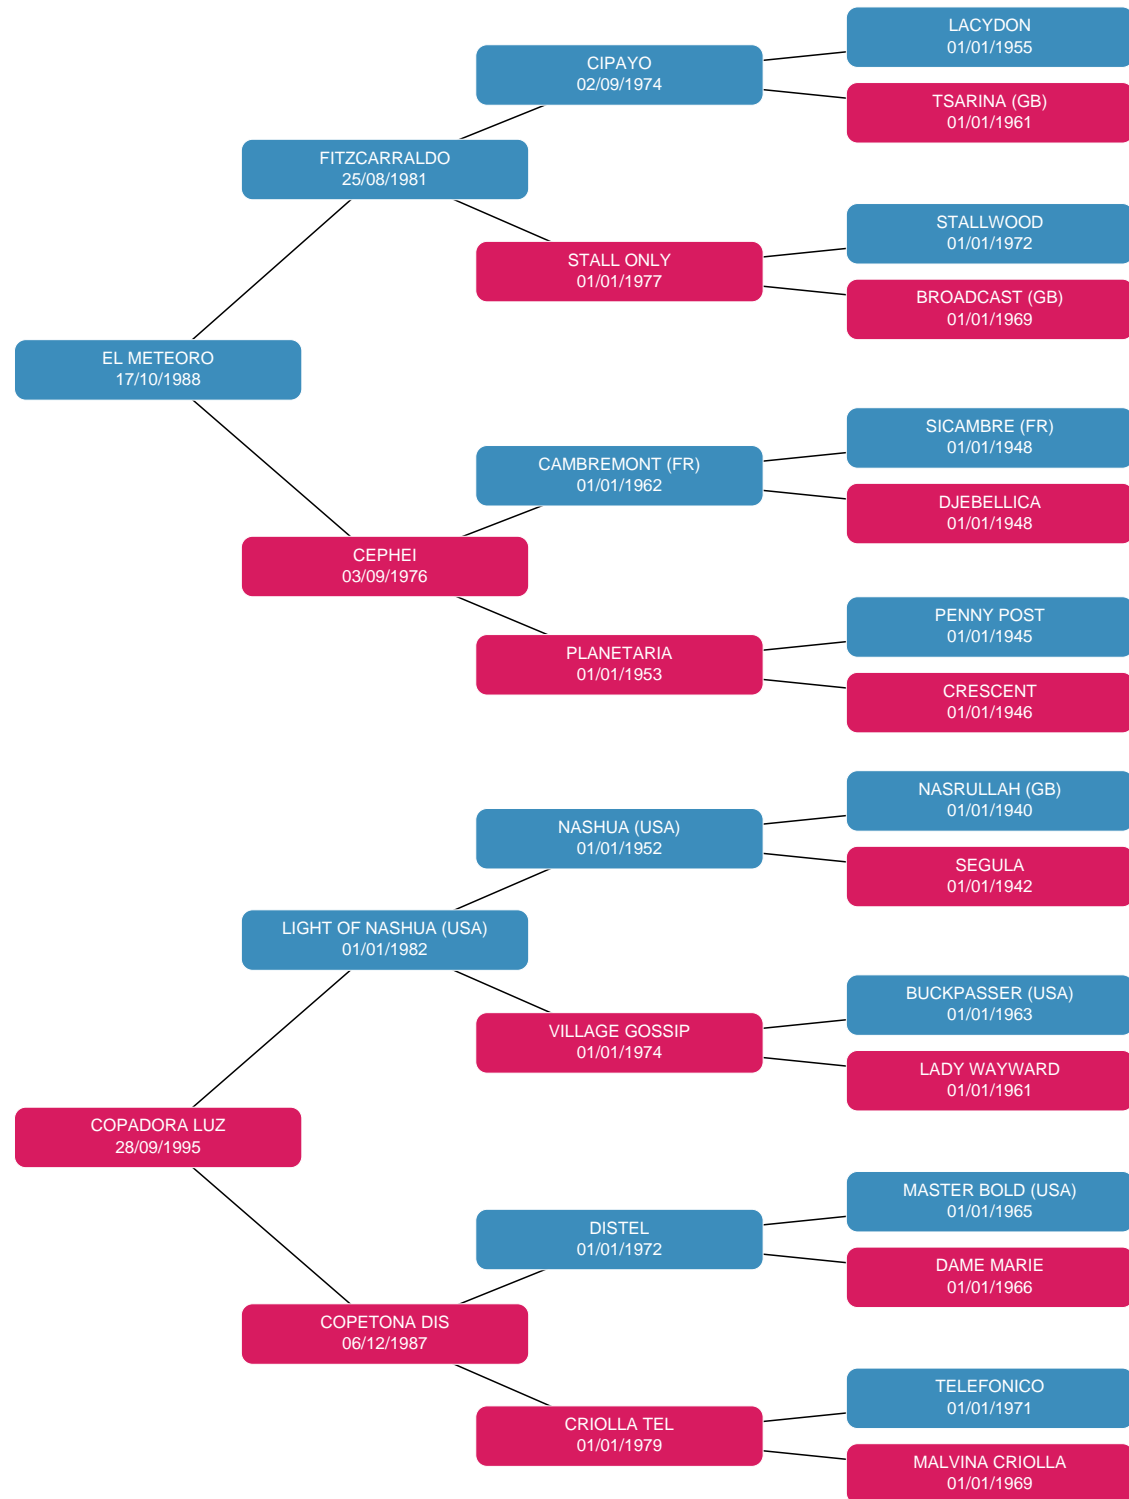 LACYDON
01/01/1955
CIPAYO
02/09/1974
TSARINA (GB)
01/01/1961
FITZCARRALDO
25/08/1981
STALLWOOD
01/01/1972
STALL ONLY
01/01/1977
BROADCAST (GB)
01/01/1969
EL METEORO
17/10/1988
SICAMBRE (FR)
01/01/1948
CAMBREMONT (FR)
01/01/1962
DJEBELLICA
01/01/1948
CEPHEI
03/09/1976
PENNY POST
01/01/1945
PLANETARIA
01/01/1953
CRESCENT
01/01/1946
NASRULLAH (GB)
01/01/1940
NASHUA (USA)
01/01/1952
SEGULA
01/01/1942
LIGHT OF NASHUA (USA)
01/01/1982
BUCKPASSER (USA)
01/01/1963
VILLAGE GOSSIP
01/01/1974
LADY WAYWARD
01/01/1961
COPADORA LUZ
28/09/1995
MASTER BOLD (USA)
01/01/1965
DISTEL
01/01/1972
DAME MARIE
01/01/1966
COPETONA DIS
06/12/1987
TELEFONICO
01/01/1971
CRIOLLA TEL
01/01/1979
MALVINA CRIOLLA
01/01/1969